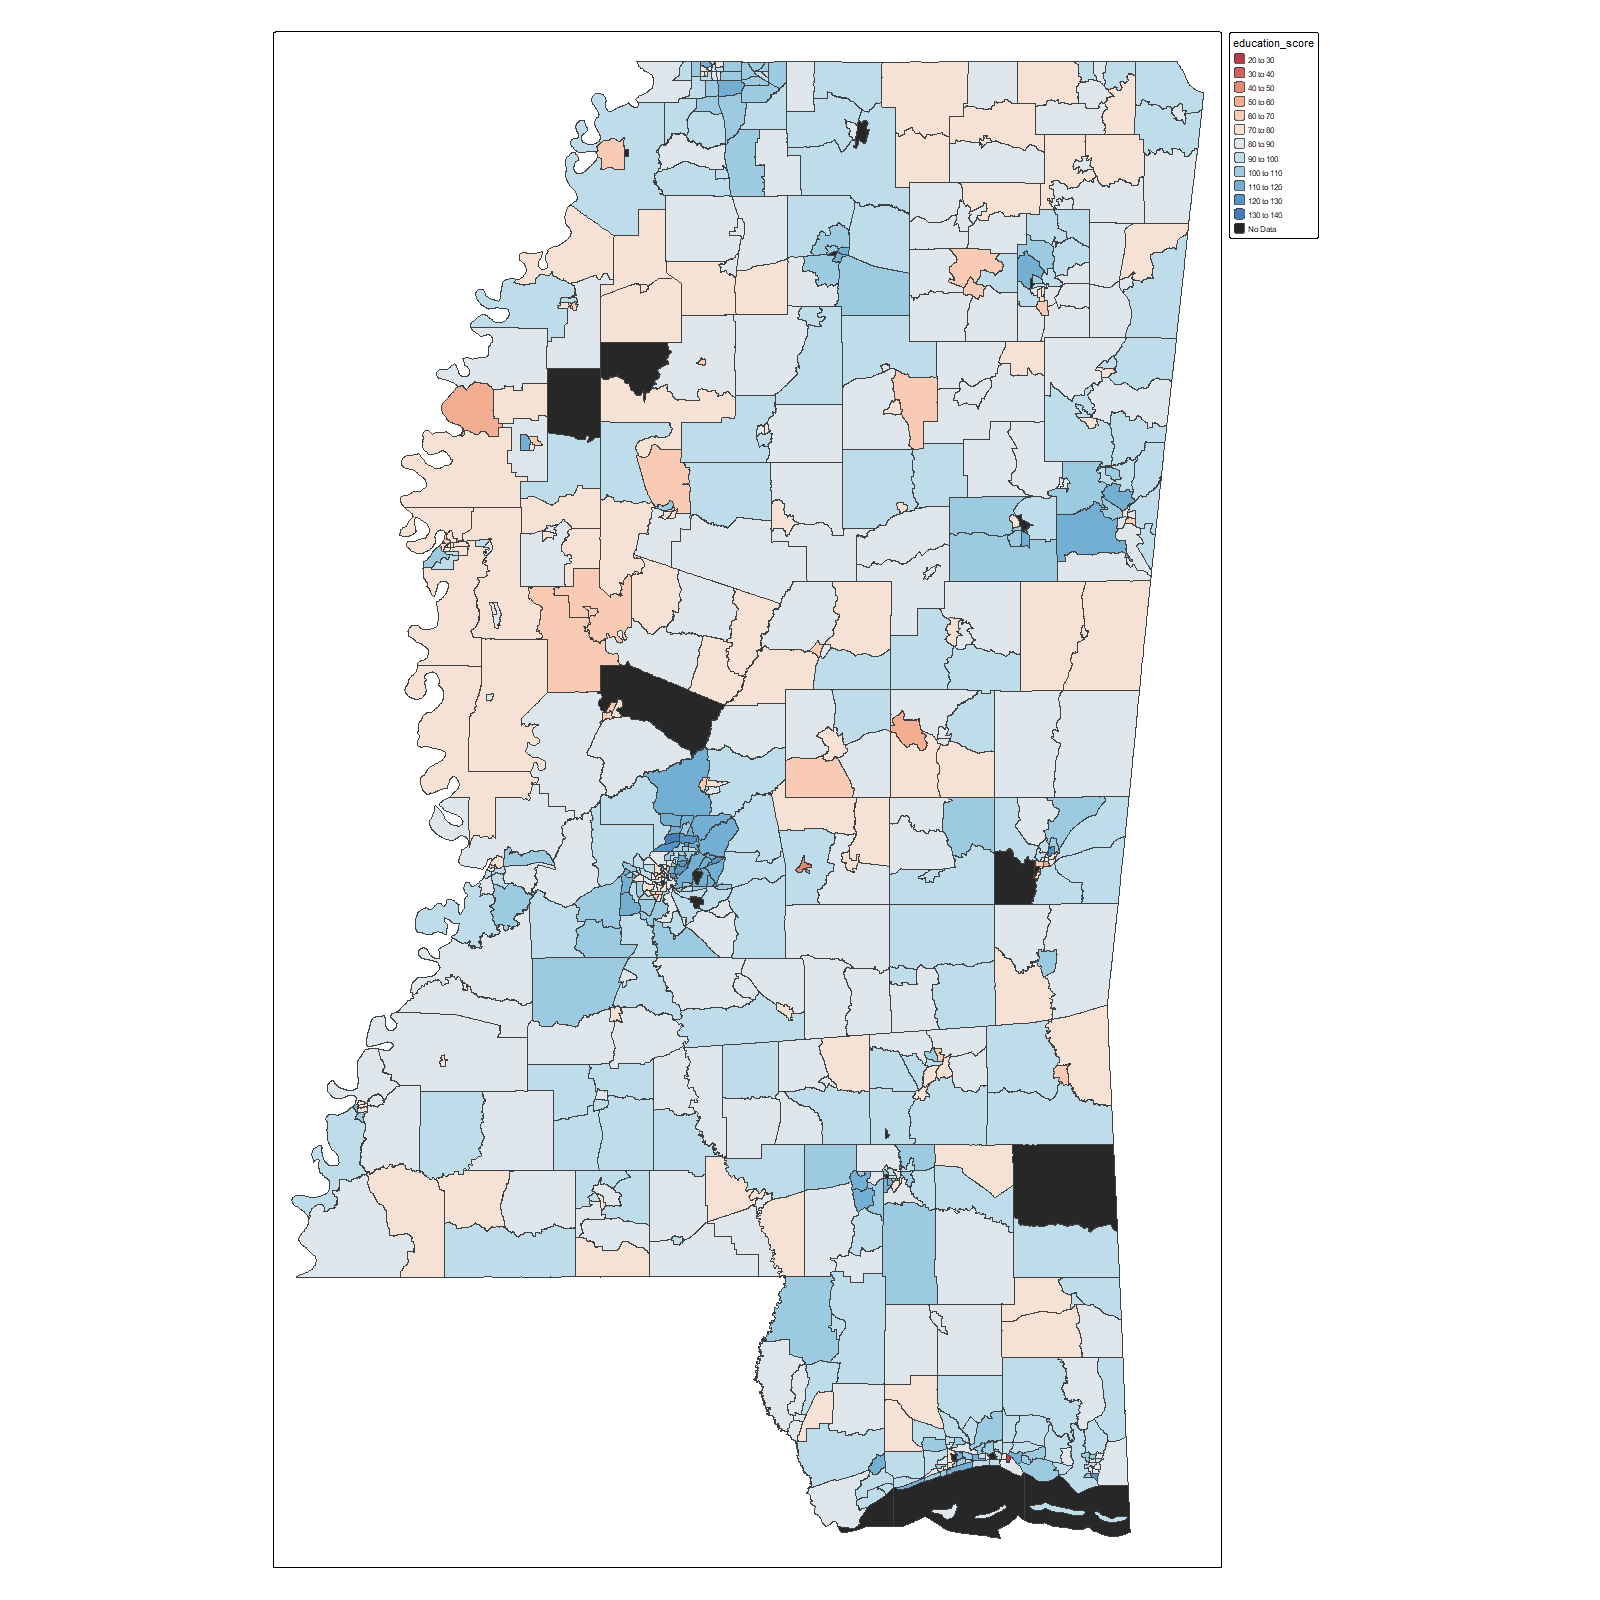 education_score
20 to 30
30 to 40
40 to 50
50 to 60
60 to 70
70 to 80
80 to 90
90 to 100
100 to 110
110 to 120
120 to 130
130 to 140
No Data